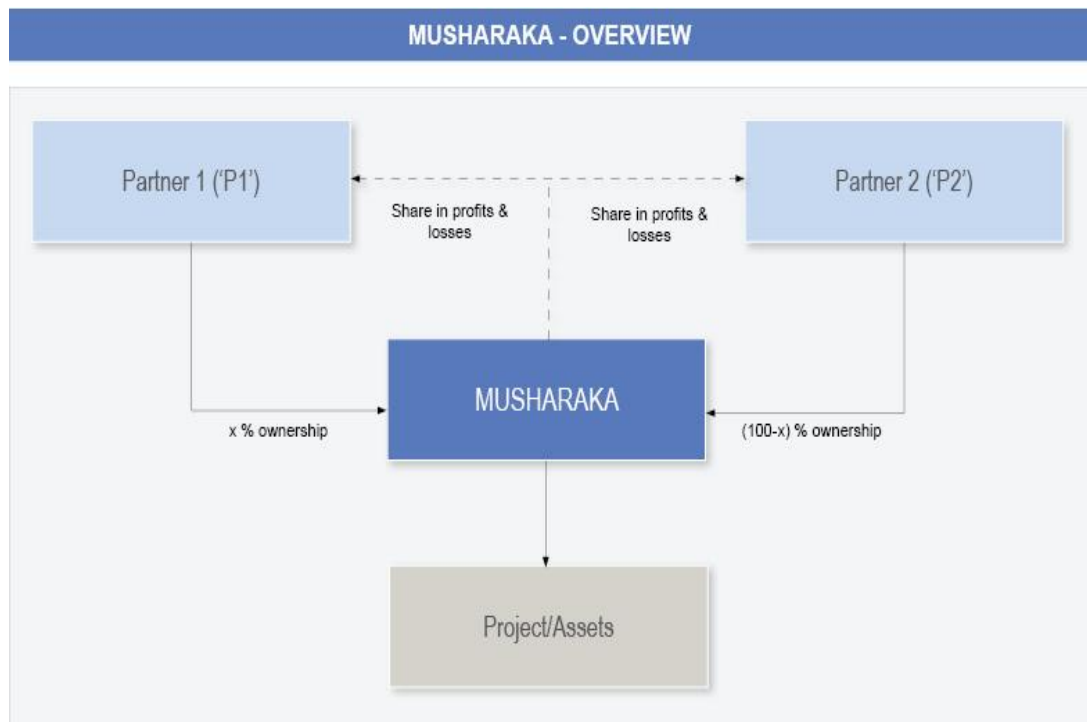 MUSHARAKA - OVERVIEW
Partner 1 (‘P1’)
Partner 2 (‘P2’)
Share in profits &
losses
Share in profits &
losses
MUSHARAKA
x % ownership
(100-x) % ownership
Project/Assets